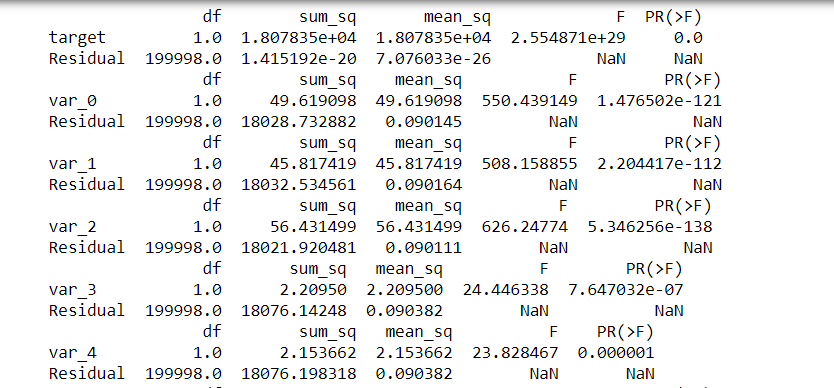 df sum_sq mean_sq F PR(>F)
target 1.0 1.807835e+04 1.807835e+04 2.554871e+29 0.0
Residual 199998.0 1.415192e-20 7.076033e-26 NaN NaN
df sum_sq mean_sq F PR(>F)
var_0 1.0 49.619098 49.619098 550.439149 1.476502e-121
Residual 199998.0 18028.732882 0.090145 NaN NaN
df sum_sq mean_sq F PR(>F)
var_1 1.0 45.817419 45.817419 508.158855 2.204417e-112
Residual 199998.0 18032.534561 0.090164 NaN NaN
df sum_sq mean_sq F PR(>F)
var_2 1.0 56.431499 56.431499 626.24774 5.346256e-138
Residual 199998.0 18021.920481 0.090111 NaN NaN
df sum_sq mean_sq F PR(>F)
var_3 1.0 2.20950 2.209500 24.446338 7.647032e-07
Residual 199998.0 18076.14248 0.090382 NaN NaN
df sum_sq mean_sq F PR(>F)
var_4 1.0 2.153662 2.153662 23.828467 0.000001
Residual 199998.0 18076.198318 0.090382 NaN NaN